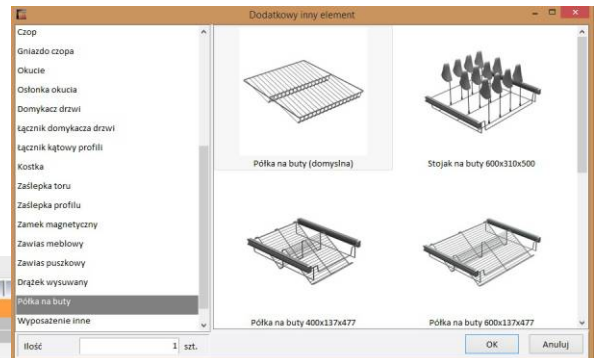 Dodatkowy inny element
Czop
Gniazdo czopa
Okucie
Osłonka okucia
Domykacz drzwi
Łącznik domykacza drzwi
Łącznik kątowy profili
Kostka
Zaślepka toru
Zaślepka profilu
Zamek magnetyczny
Zawias meblowy
Zawias puszkowy
Drążek wysuwany
Półka na buty
Wyposażenie inne
Półka na buty (domyslna)
Stojak na buty 600x310x500
Półka na buty 400x137x477
Półka na buty 600x137x477
Ilość 1 szt.
OK Anuluj